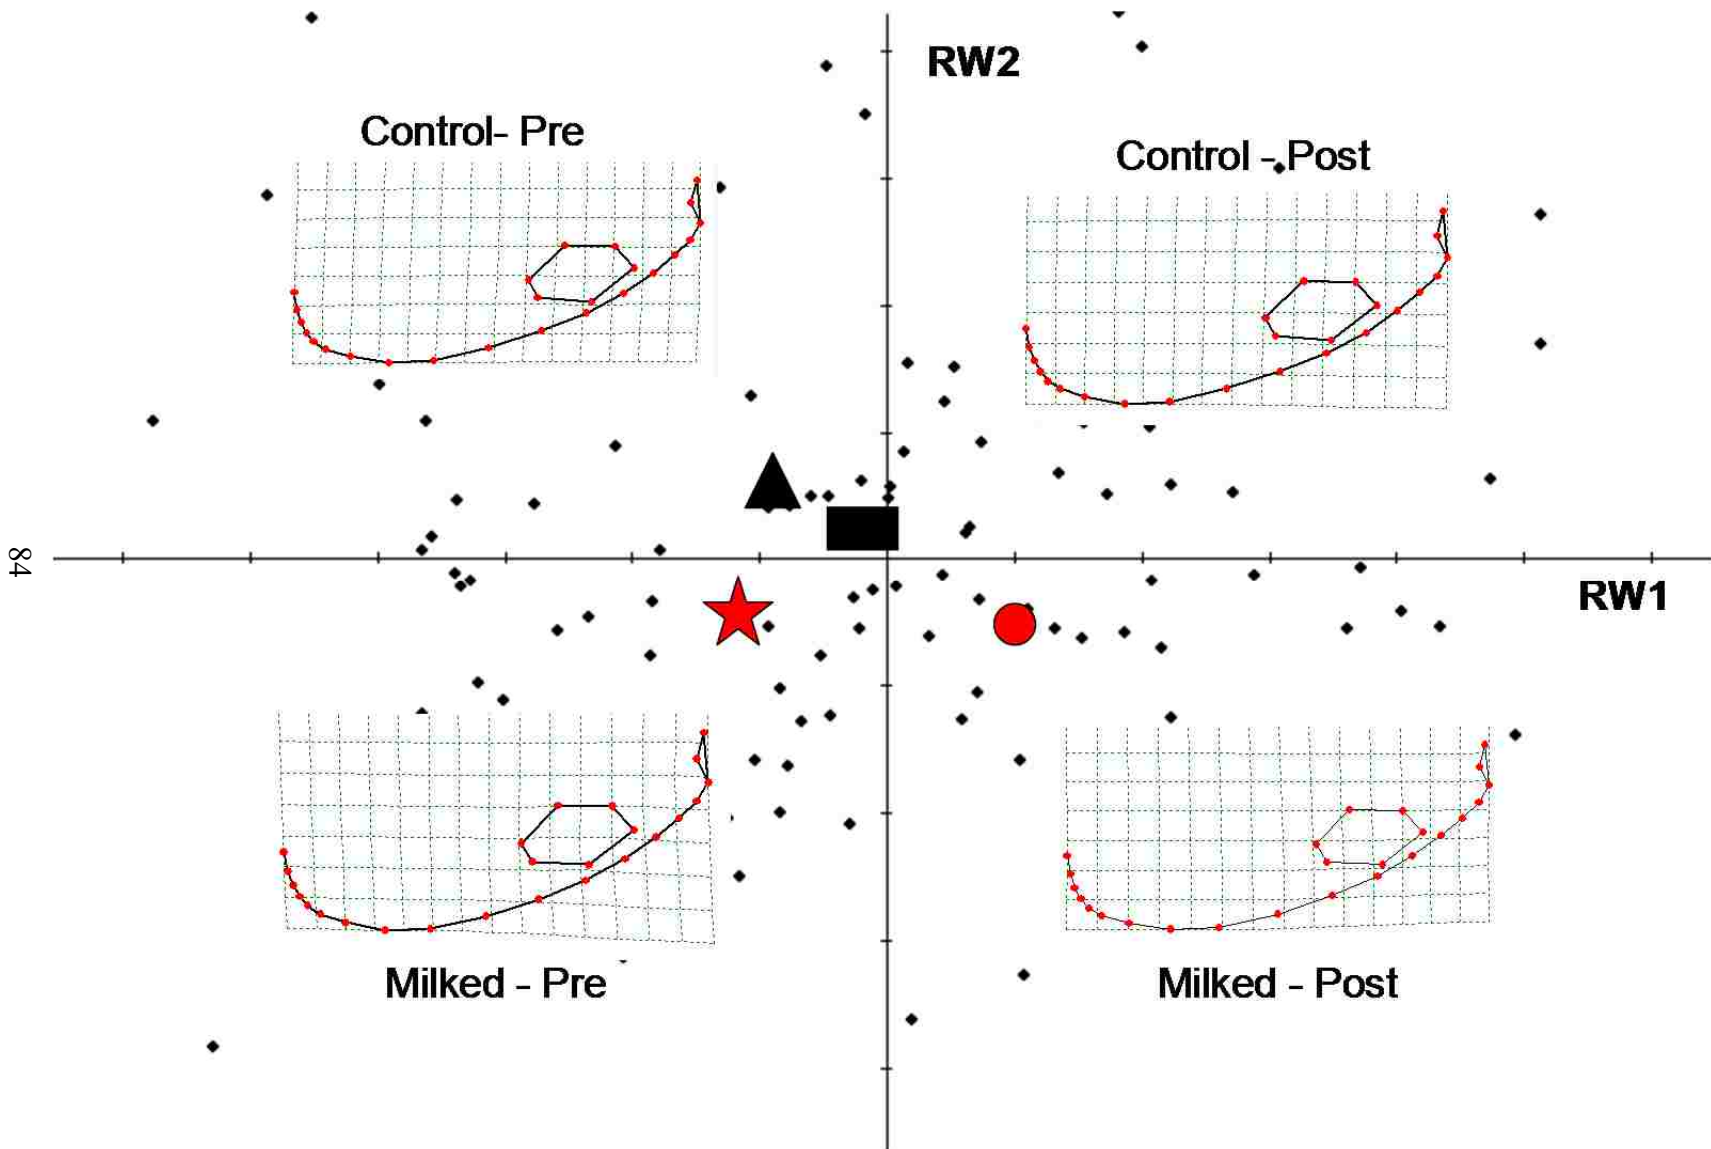 RW2
Control- Pre
Control - Post
84
RW1
Milked - Pre
Milked - Post